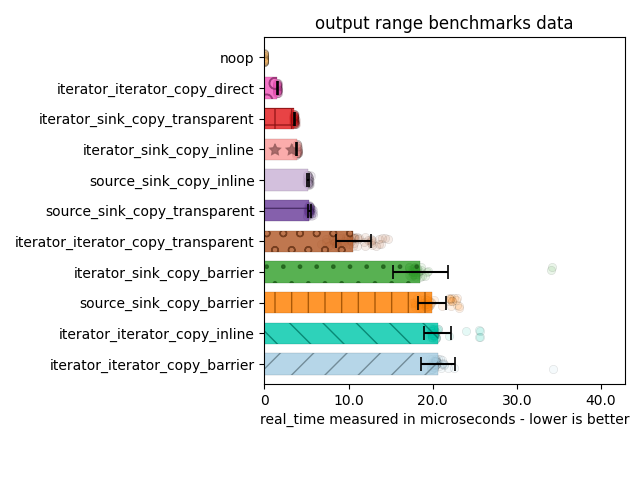 output range benchmarks data
noop
iterator_iterator_copy_direct
iterator_sink_copy_transparent
iterator_sink_copy_inline
source_sink_copy_inline
source_sink_copy_transparent
iterator_iterator_copy_transparent
iterator_sink_copy_barrier
source_sink_copy_barrier
iterator_iterator_copy_inline
iterator_iterator_copy_barrier
0 10.0 20.0 30.0 40.0
real_time measured in microseconds - lower is better